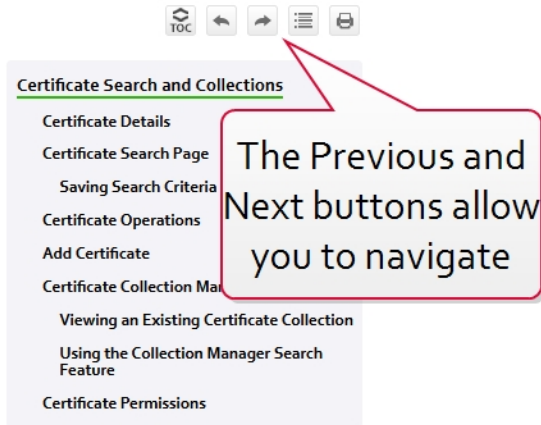 TOC
Certificate Search and Collections
Certificate Details
Certificate Search Page
Saving Search Criteria
Certificate Operations
Add Certificate
Certificate Collection Ma
Viewing an Existing Certificate Collection
Using the Collection Manager Search
Feature
Certificate Permissions
The Previous and
Next buttons allow
you to navigate